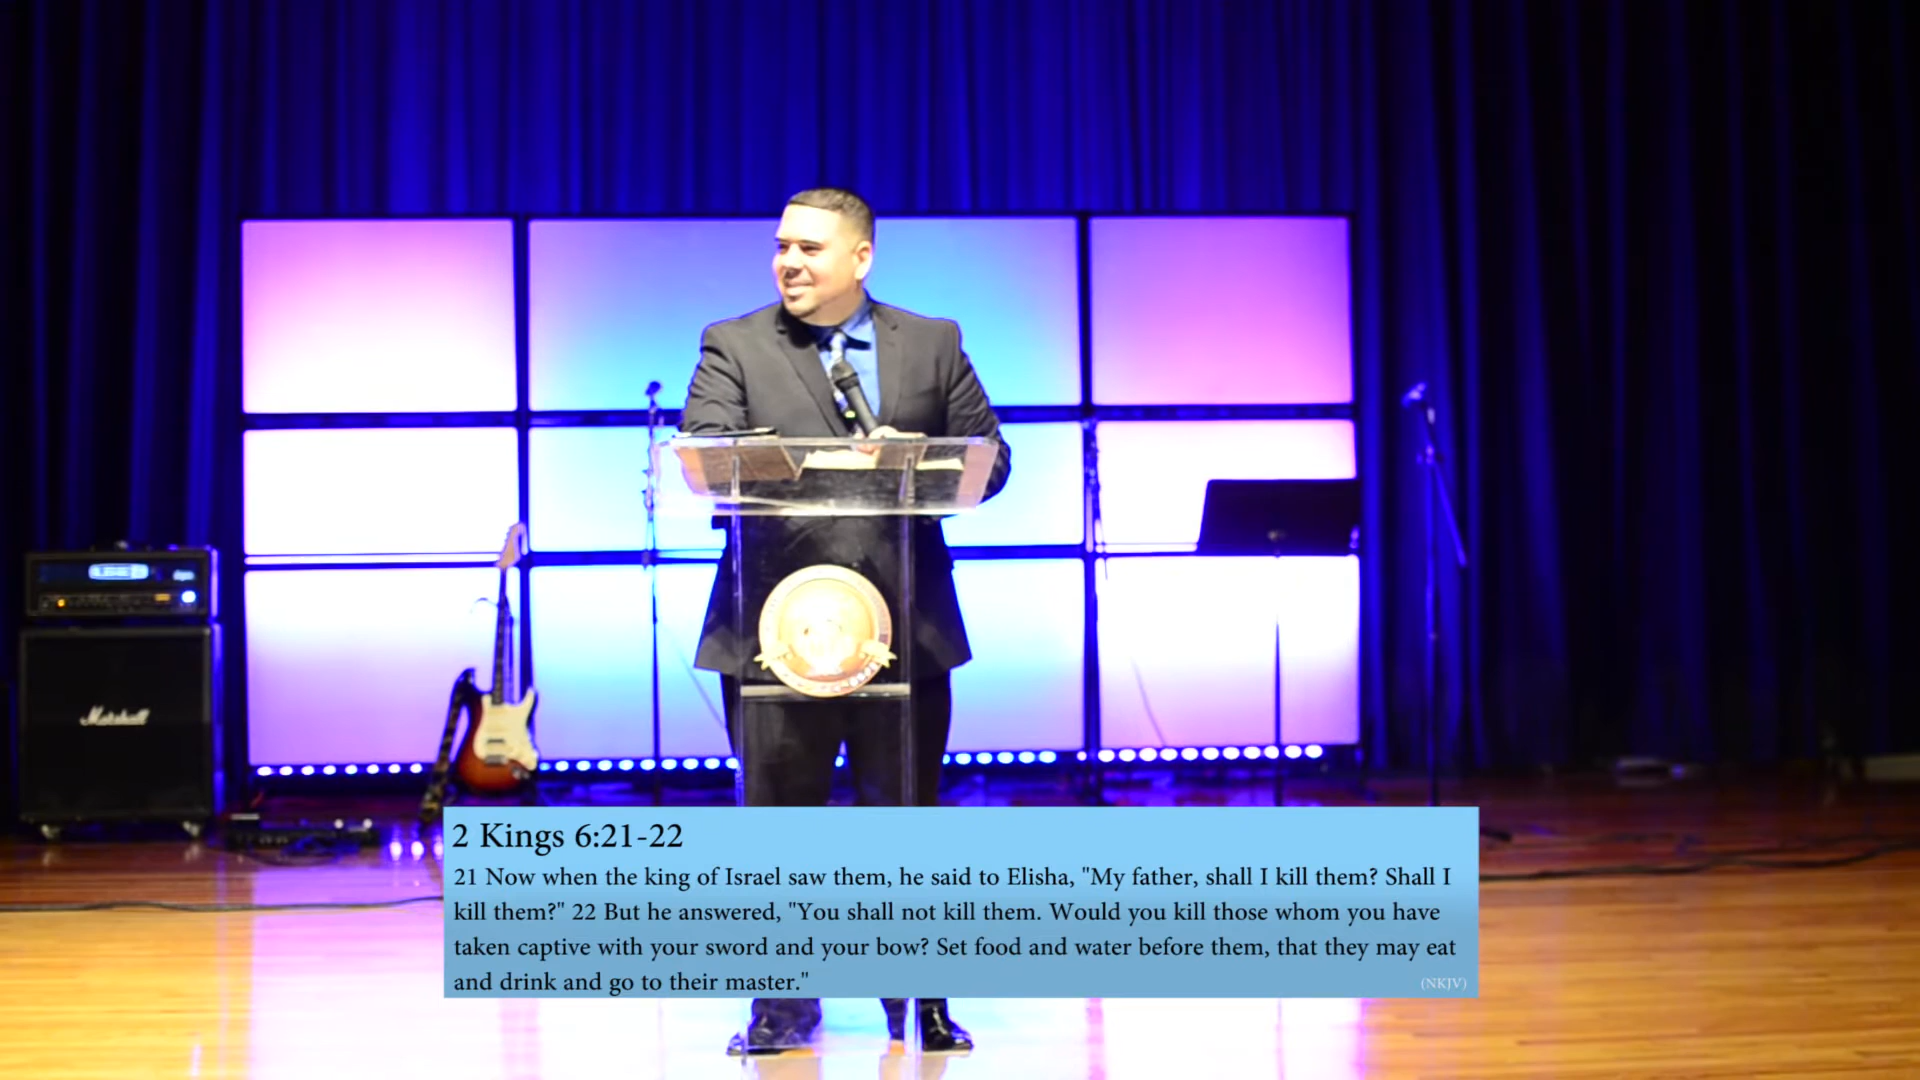 Marshall
2 Kings 6:21-22
21 Now when the king of Israel saw them, he said to Elisha, "My father, shall I kill them? Shall I
kill them?" 22 But he answered, "You shall not kill them. Would you kill those whom you have
taken captive with your sword and your bow? Set food and water before them, that they may eat
and drink and go to their master."
(NKJV)